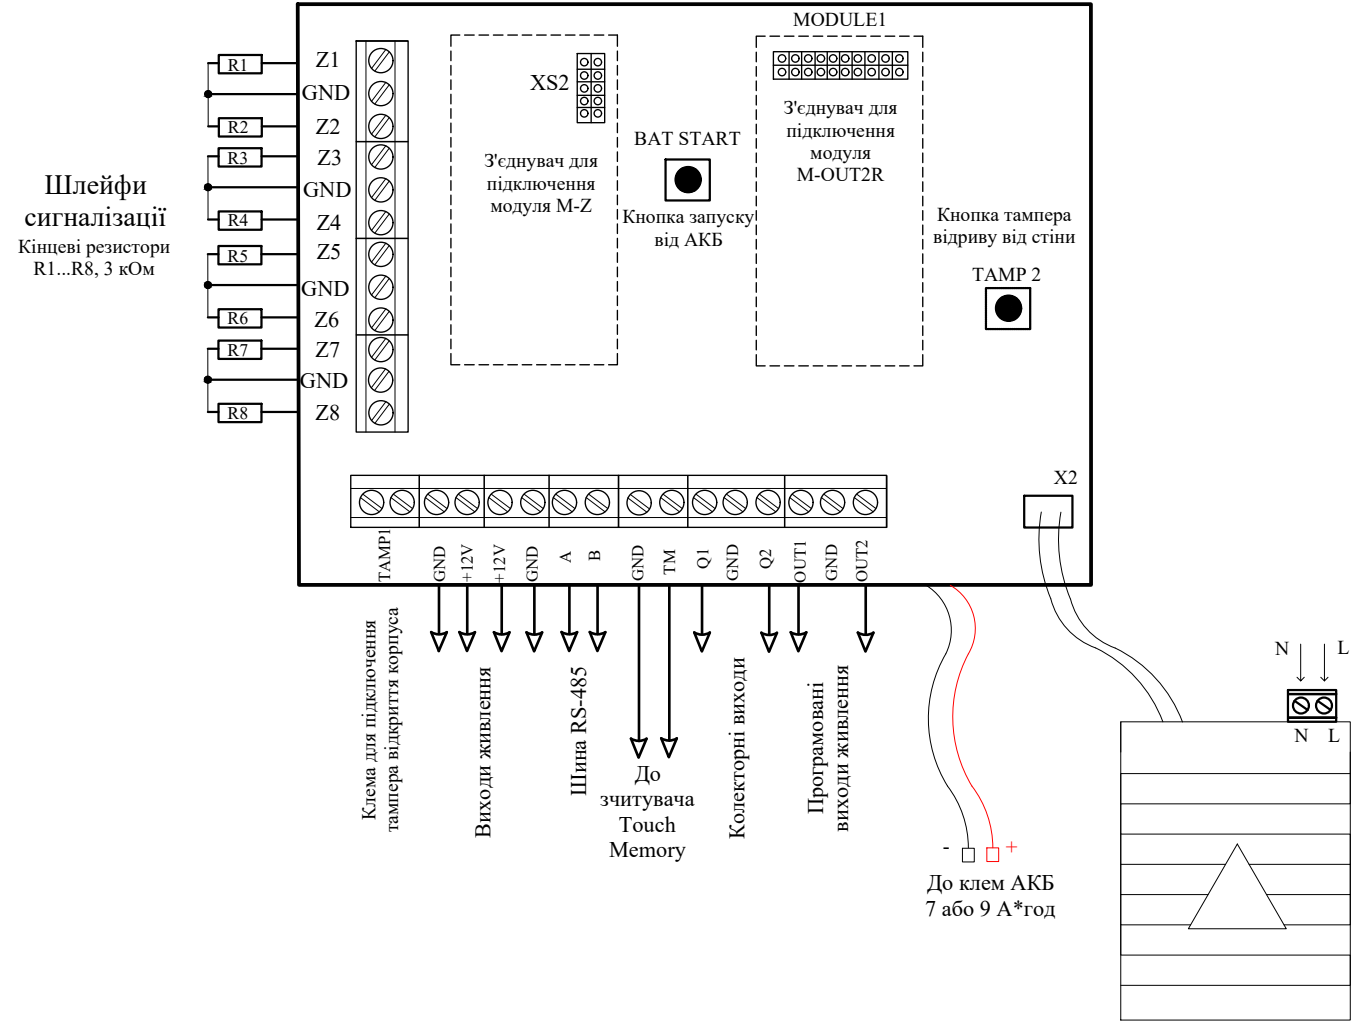 MODULE1
R1
Z1
GND
R2
Z2
R3
Z3
GND
R4
Z4
R5
Z5
GND
R6
Z6
R7
Z7
GND
R8
Z8
Шлейфи
сигналізації
Кінцеві резистори
R1...R8, 3 кОм
XS2
З'єднувач для
підключення
модуля M-Z
BAT START
Кнопка запуску
від АКБ
З'єднувач для
підключення
модуля
M-OUT2R
Кнопка тампера
відриву від стіни
TAMP 2
X2
TAMP1
GND
+12V
+12V
GND
A
B
GND
TM
Q1
GND
Q2
OUT1
GND
OUT2
Клема для підключення
тампера відкриття корпуса
Виходи живлення
Шина RS-485
До
зчитувача
Touch
Memory
Колекторні виходи
Програмовані
виходи живлення
- +
До клем АКБ
7 або 9 А*год
N L
N L